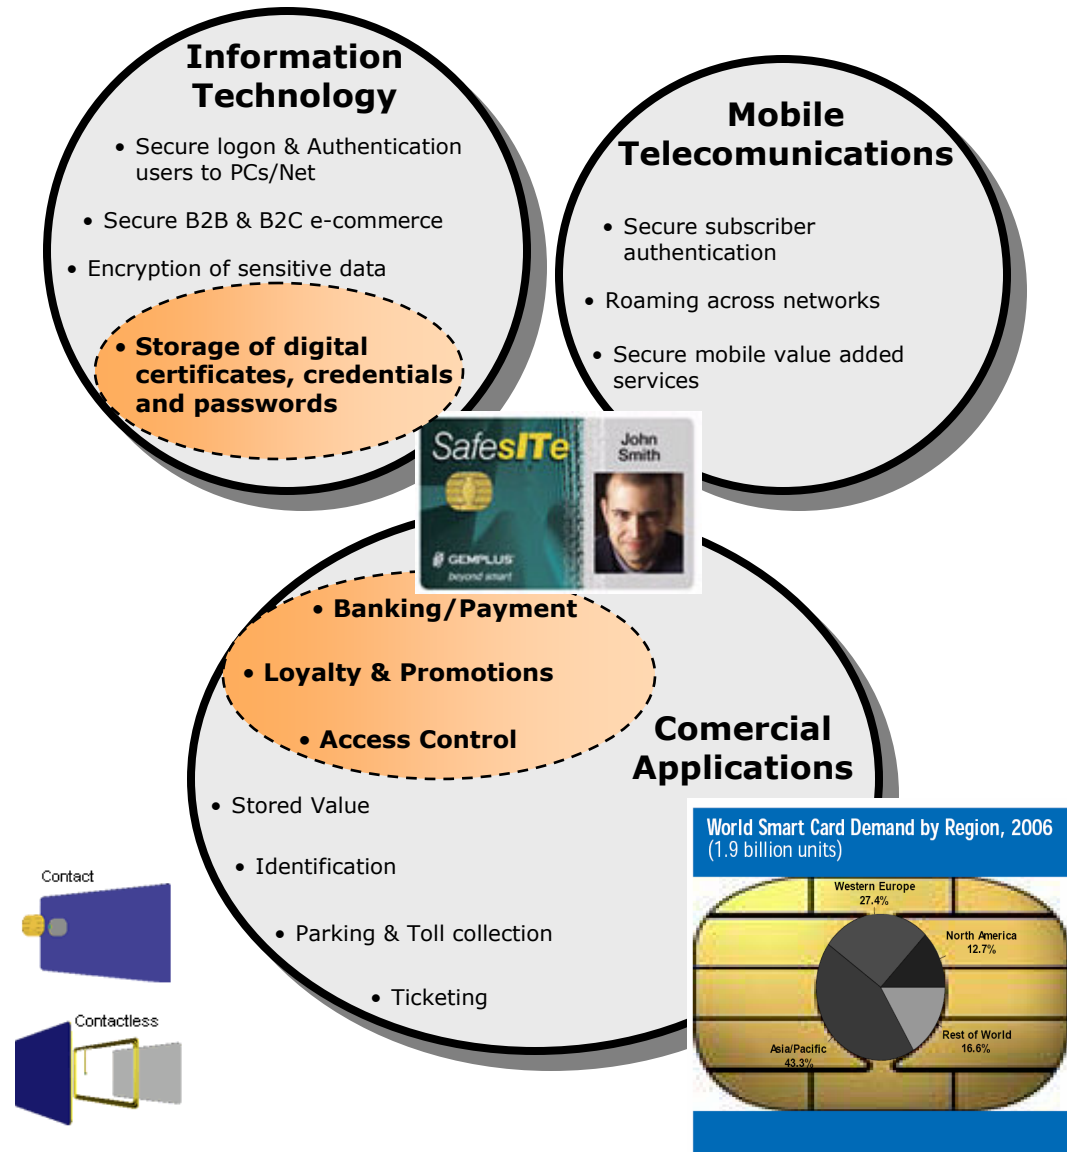 Information
Technology
• Secure logon & Authentication
users to PCs/Net
• Secure B2B & B2C e-commerce
• Encryption of sensitive data
• Storage of digital
certificates, credentials
and passwords
Mobile
Telecomunications
• Secure subscriber
authentication
• Roaming across networks
• Secure mobile value added
services
SafesITe
John
Smith
GEMPLUS
beyond smart
• Banking/Payment
• Loyalty & Promotions
• Access Control
Comercial
Applications
• Stored Value
• Identification
• Parking & Toll collection
• Ticketing
Contact
Contactless
World Smart Card Demand by Region, 2006
(1.9 billion units)
Western Europe
27.4%
North America
12.7%
Rest of World
16.6%
Asia/Pacific
43.3%